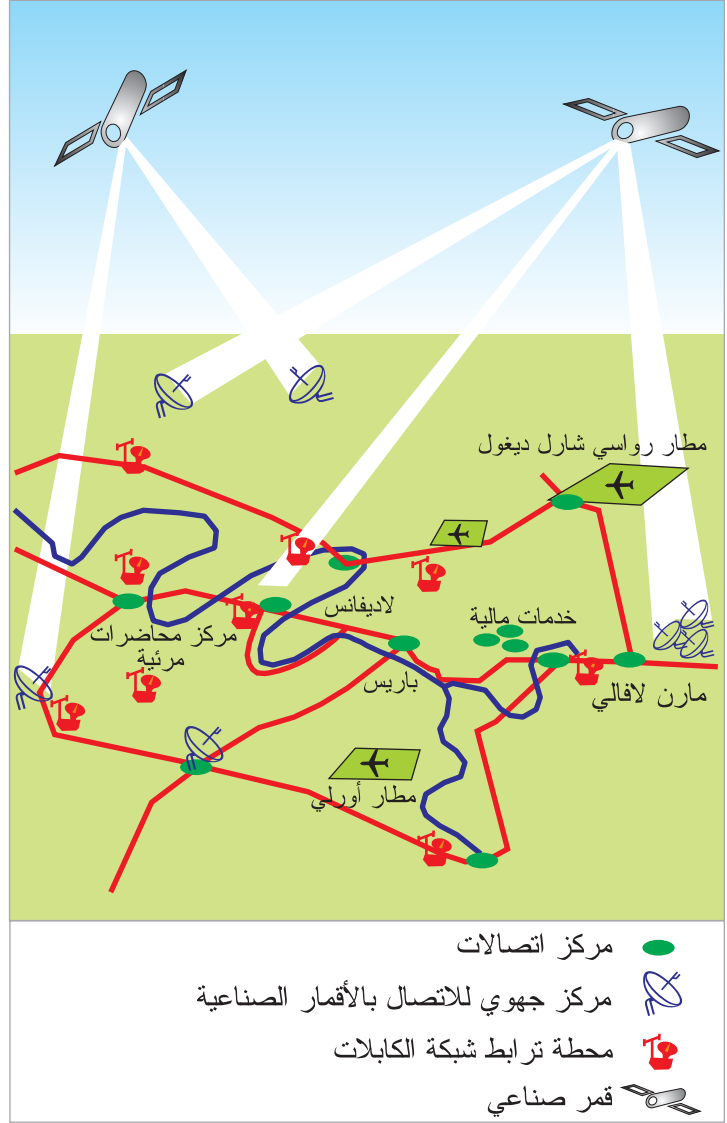 مطار رواسي شارل ديغول
لاديفانس
خدمات مالية
مركز محاضرات
مرئية
باريس
مارن لافالي
مطار أورلي
مركز اتصالات
مركز جهوي للاتصال بالأقمار الصناعية
محطة ترابط شبكة الكابلات
قمر صناعي